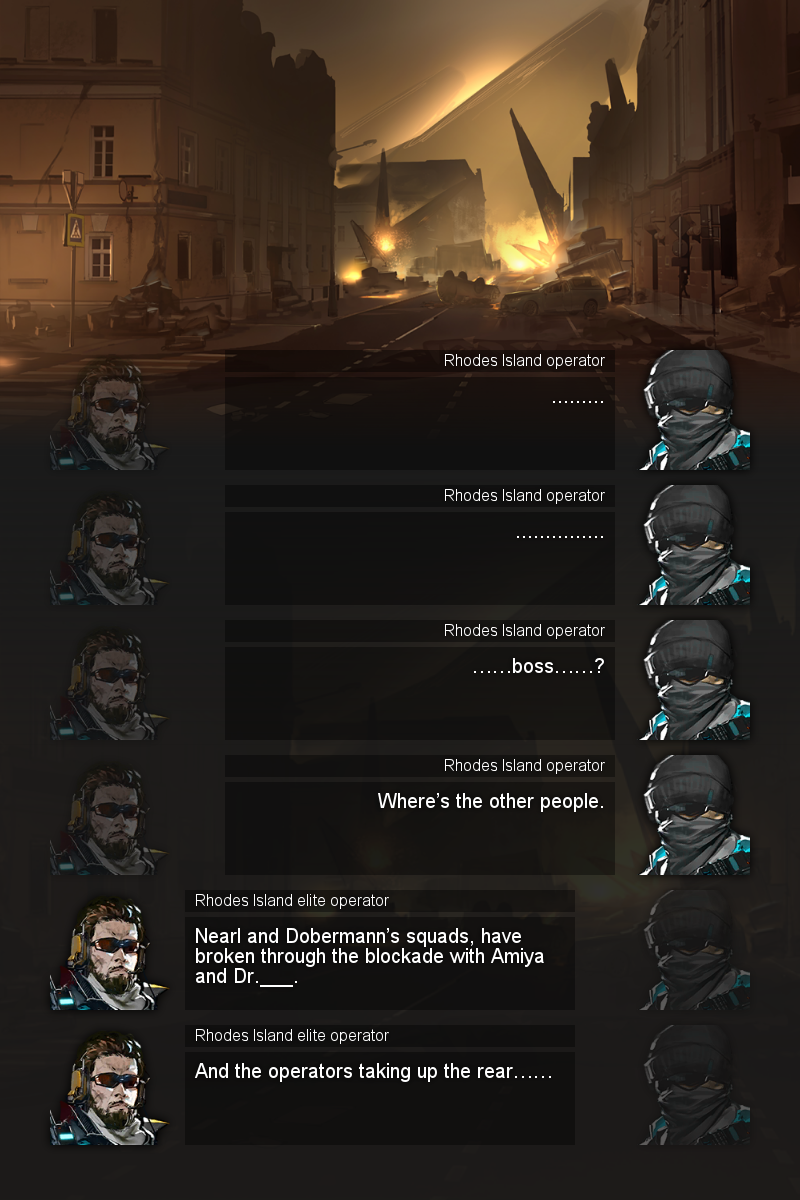 Rhodes Island operator
………
Rhodes Island operator
……………
Rhodes Island operator
……boss……?
Rhodes Island operator
Where’s the other people.
Rhodes Island elite operator
Nearl and Dobermann’s squads, have
broken through the blockade with Amiya
and Dr.___.
Rhodes Island elite operator
And the operators taking up the rear……